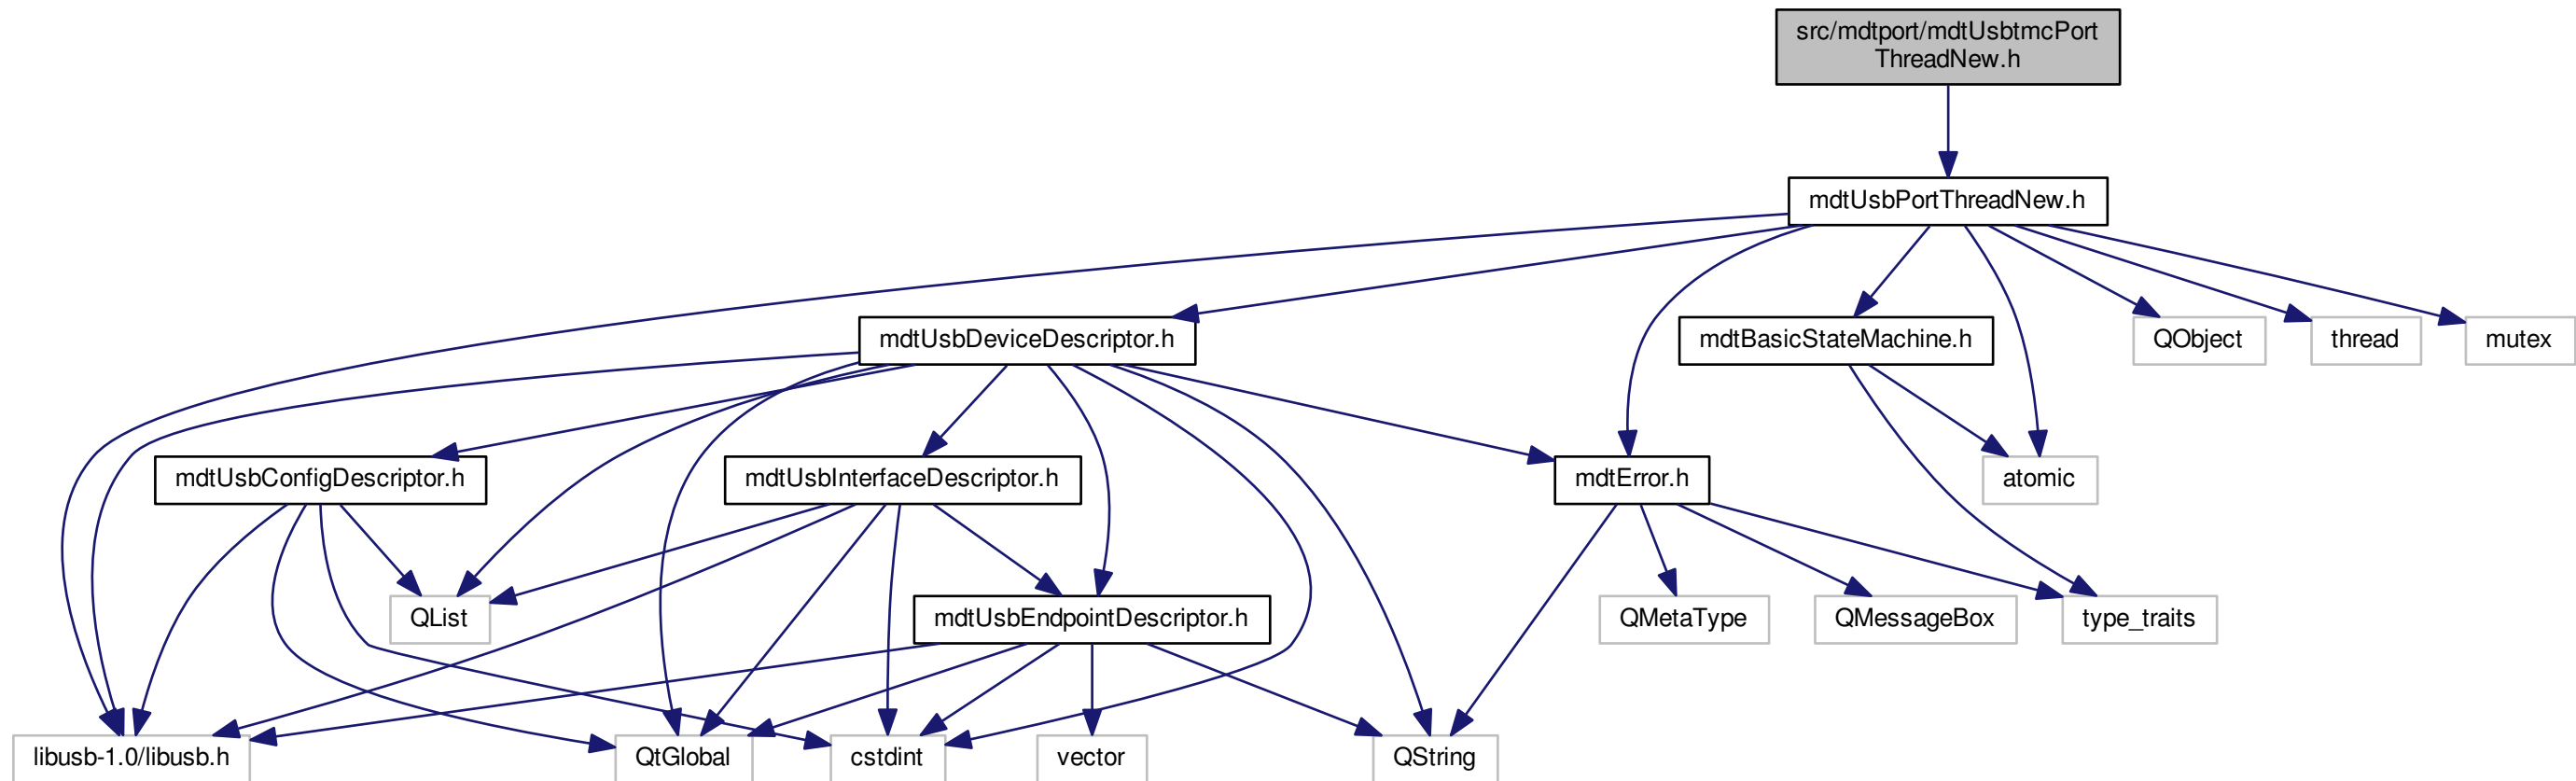 src/mdtport/mdtUsbtmcPort
ThreadNew.h
mdtUsbPortThreadNew.h
mdtUsbDeviceDescriptor.h
mdtBasicStateMachine.h
QObject
thread
mutex
mdtUsbConfigDescriptor.h
mdtUsbInterfaceDescriptor.h
mdtError.h
atomic
QList
mdtUsbEndpointDescriptor.h
QMetaType
QMessageBox
type_traits
libusb-1.0/libusb.h
QtGlobal
cstdint
vector
QString